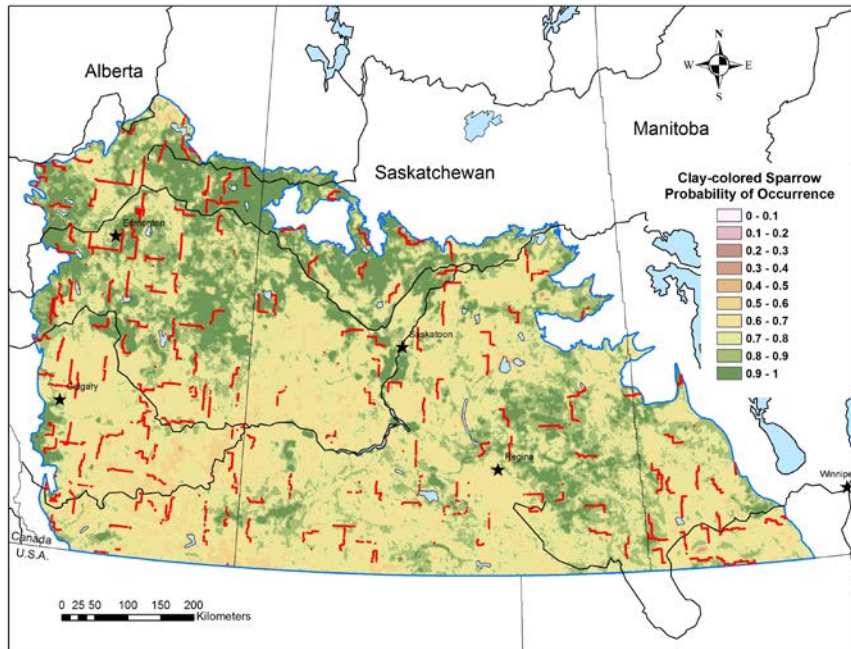 Alberta
N
W E
S
Manitoba
Saskatchewan
Clay-colored Sparrow
Probability of Occurrence
0 - 0.1
0.1 - 0.2
0.2 - 0.3
0.3 - 0.4
0.4 - 0.5
0.5 - 0.6
0.6 - 0.7
0.7 - 0.8
0.8 - 0.9
0.9 - 1
Edmonton
Saskatoon
Calgary
Regina
Winnipe
Canada
U.S.A.
0 25 50 100 150 200
Kilometers